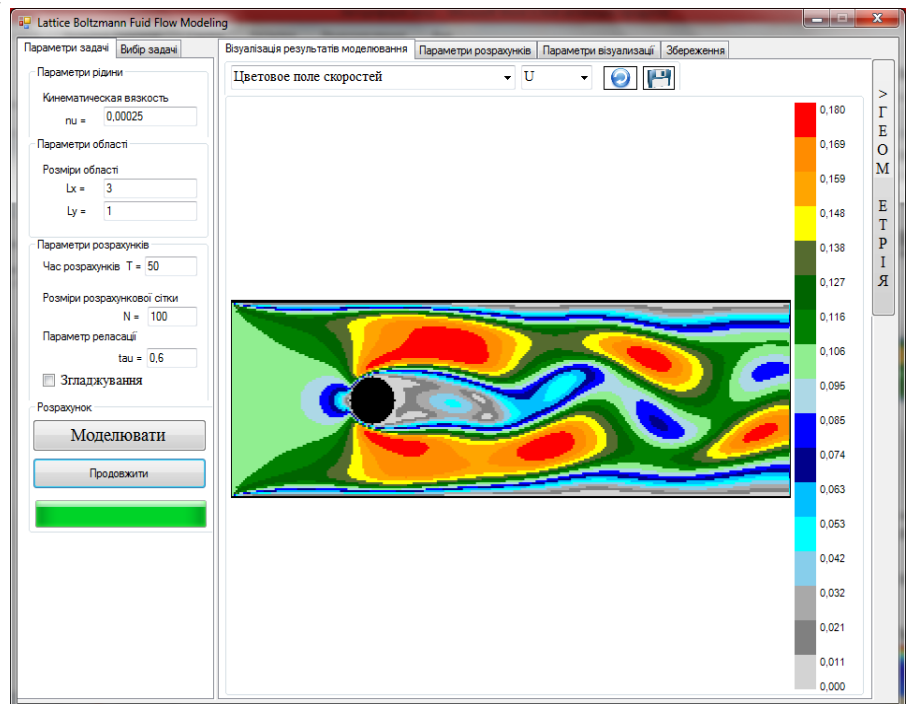 Lattice Boltzmann Fuid Flow Modeling
Параметри задачі Вибір задачі
Параметри рідини
Кинематическая вязкость
nu = 0,00025
Параметри області
Розміри області
Lx = 3
Ly = 1
Параметри розрахунків
Час розрахунків T = 50
Розміри розрахункової сітки
N = 100
Параметр реласації
tau = 0,6
Згладжування
Розрахунок
Моделювати
Продовжити
Візуалізація результатів моделювання Параметри розрахунків Параметри візуализації Збереження
Цветовое поле скоростей U
0,180
0,169
0,159
0,148
0,138
0,127
0,116
0,106
0,095
0,085
0,074
0,063
0,053
0,042
0,032
0,021
0,011
0,000
>
Г
Е
О
М
Е
Т
Р
І
Я